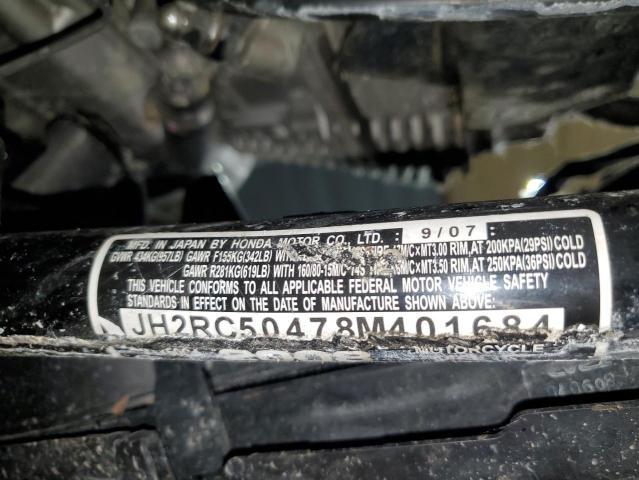 MFD. IN JAPAN BY HONDA MOTOR CO., LTD. : 9/07
GVWR 434KG(957LB) GAWR F155KG(342LB) WITH 17MC×MT3.00 RIM, AT 200KPA(29PSI)COLD
GAWR R281KG(619LB) WITH 160/80-15M/C 74S 15MC×MT3.50 RIM, AT 250KPA(36PSI)COLD
THIS VEHICLE CONFORMS TO ALL APPLICABLE FEDERAL MOTOR VEHICLE SAFETY
STANDARDS IN EFFECT ON THE DATE OF MANUFACTURE SHOWN ABOVE.
JH2RC50478M401684
MOTORCYCLE